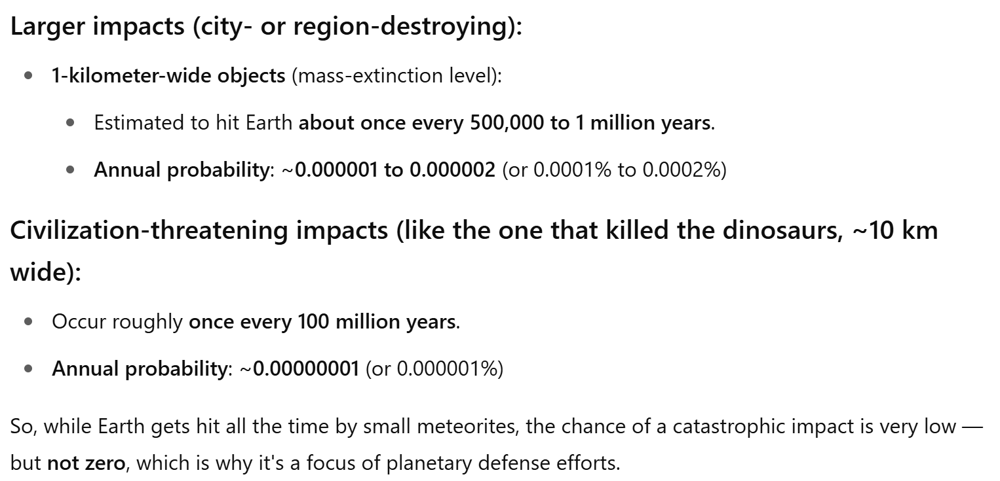 Larger impacts (city- or region-destroying):
1-kilometer-wide objects (mass-extinction level):
Estimated to hit Earth about once every 500,000 to 1 million years.
Annual probability: ~0.000001 to 0.000002 (or 0.0001% to 0.0002%)
Civilization-threatening impacts (like the one that killed the dinosaurs, ~10 km
wide):
Occur roughly once every 100 million years.
Annual probability: ~0.00000001 (or 0.000001%)
So, while Earth gets hit all the time by small meteorites, the chance of a catastrophic impact is very low —
but not zero, which is why it's a focus of planetary defense efforts.